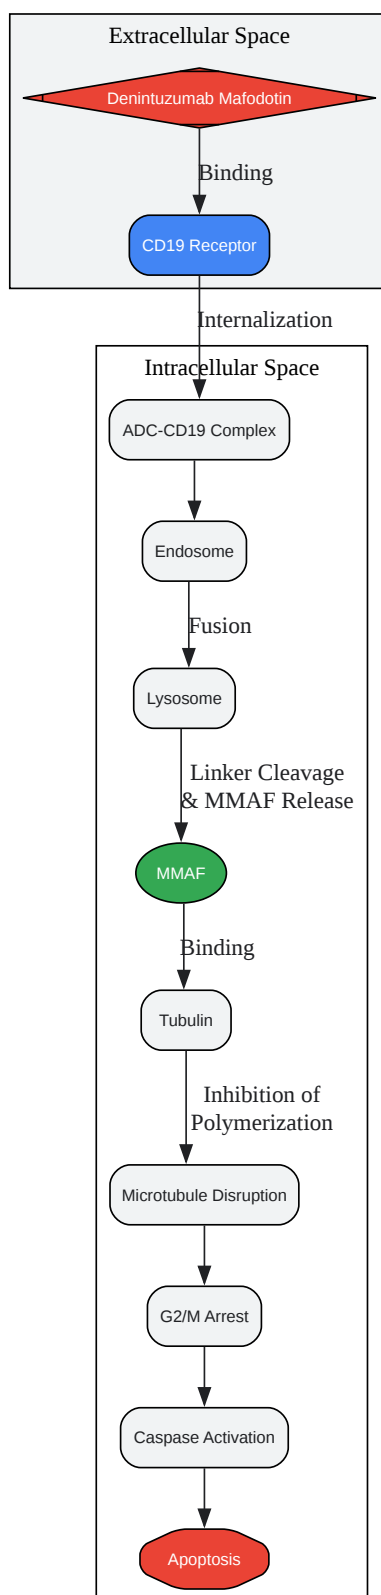 Extracellular Space
Denintuzumab Mafodotin
Binding
CD19 Receptor
Internalization
Intracellular Space
ADC-CD19 Complex
Endosome
Fusion
Lysosome
Linker Cleavage
& MMAF Release
MMAF
Binding
Tubulin
Inhibition of
Polymerization
Microtubule Disruption
G2/M Arrest
Caspase Activation
Apoptosis